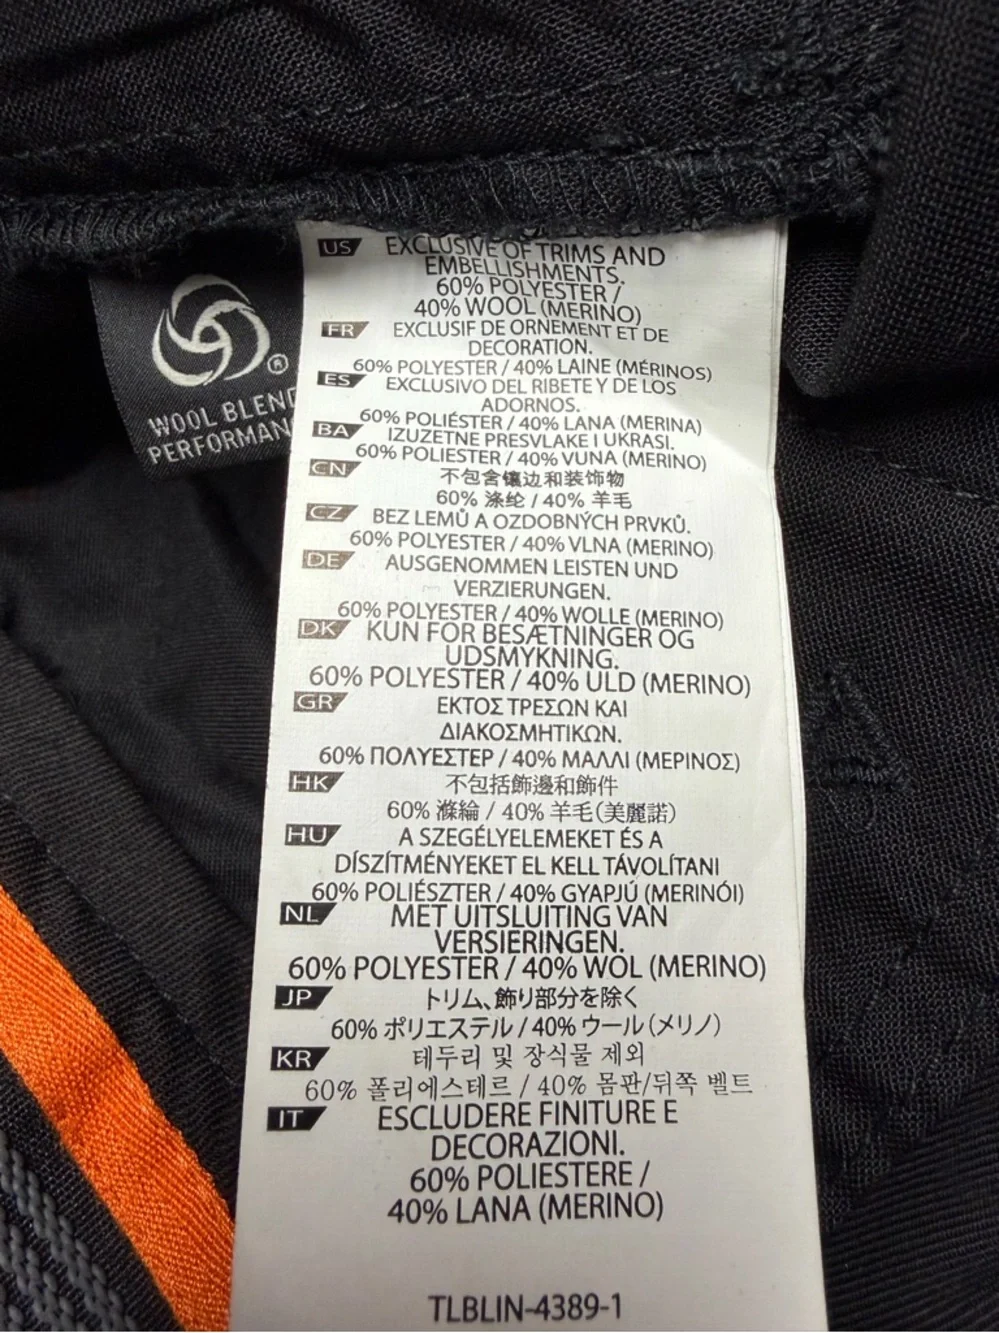 WOOL BLEND
PERFORMAN
US EXCLUSIVE OF TRIMS AND
EMBELLISHMENTS.
60% POLYESTER /
40% WOOL (MERINO)
FR EXCLUSIF DE ORNEMENT ET DE
DECORATION.
60% POLYESTER / 40% LAINE (MÉRINOS)
ES EXCLUSIVO DEL RIBETE Y DE LOS
ADORNOS.
60% POLIÉSTER / 40% LANA (MERINA)
BA IZUZETNE PRESVLAKE I UKRASI.
60% POLIESTER / 40% VUNA (MERINO)
CN 不包含镶边和装饰物
60% 涤纶 / 40% 羊毛
CZ BEZ LEMŮ A OZDOBNÝCH PRVKŮ.
60% POLYESTER / 40% VLNA (MERINO)
DE AUSGENOMMEN LEISTEN UND
VERZIERUNGEN.
60% POLYESTER / 40% WOLLE (MERINO)
DK KUN FOR BESÆTNINGER OG
UDSMYKNING.
60% POLYESTER / 40% ULD (MERINO)
GR ΕΚΤΟΣ ΤΡΕΣΩΝ ΚΑΙ
ΔΙΑΚΟΣΜΗΤΙΚΩΝ.
60% ΠΟΛΥΕΣΤΕΡ / 40% ΜΑΛΛΙ (ΜΕΡΙΝΟΣ)
HK 不包括飾邊和飾件
60% 滌綸 / 40% 羊毛(美麗諾)
HU A SZEGÉLYELEMEKET ÉS A
DÍSZÍTMÉNYEKET EL KELL TÁVOLÍTANI
60% POLIÉSZTER / 40% GYAPJÚ (MERINÓI)
NL MET UITSLUITING VAN
VERSIERINGEN.
60% POLYESTER / 40% WOL (MERINO)
JP トリム、飾り部分を除く
60% ポリエステル / 40% ウール (メリノ)
KR 테두리 및 장식물 제외
60% 폴리에스테르 / 40% 몸판/뒤쪽 벨트
IT ESCLUDERE FINITURE E
DECORAZIONI.
60% POLIESTERE /
40% LANA (MERINO)
TLBLIN-4389-1